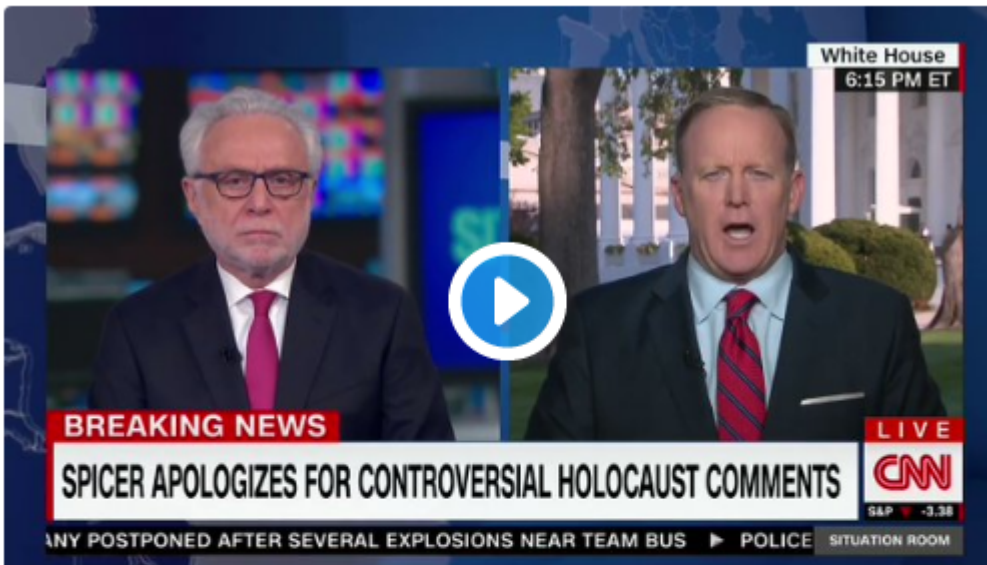 White House
6:15 PM ET
BREAKING NEWS
SPICER APOLOGIZES FOR CONTROVERSIAL HOLOCAUST COMMENTS
LIVE
CNN
S&P ▼ -3.38
ANY POSTPONED AFTER SEVERAL EXPLOSIONS NEAR TEAM BUS ▶ POLICE
SITUATION ROOM